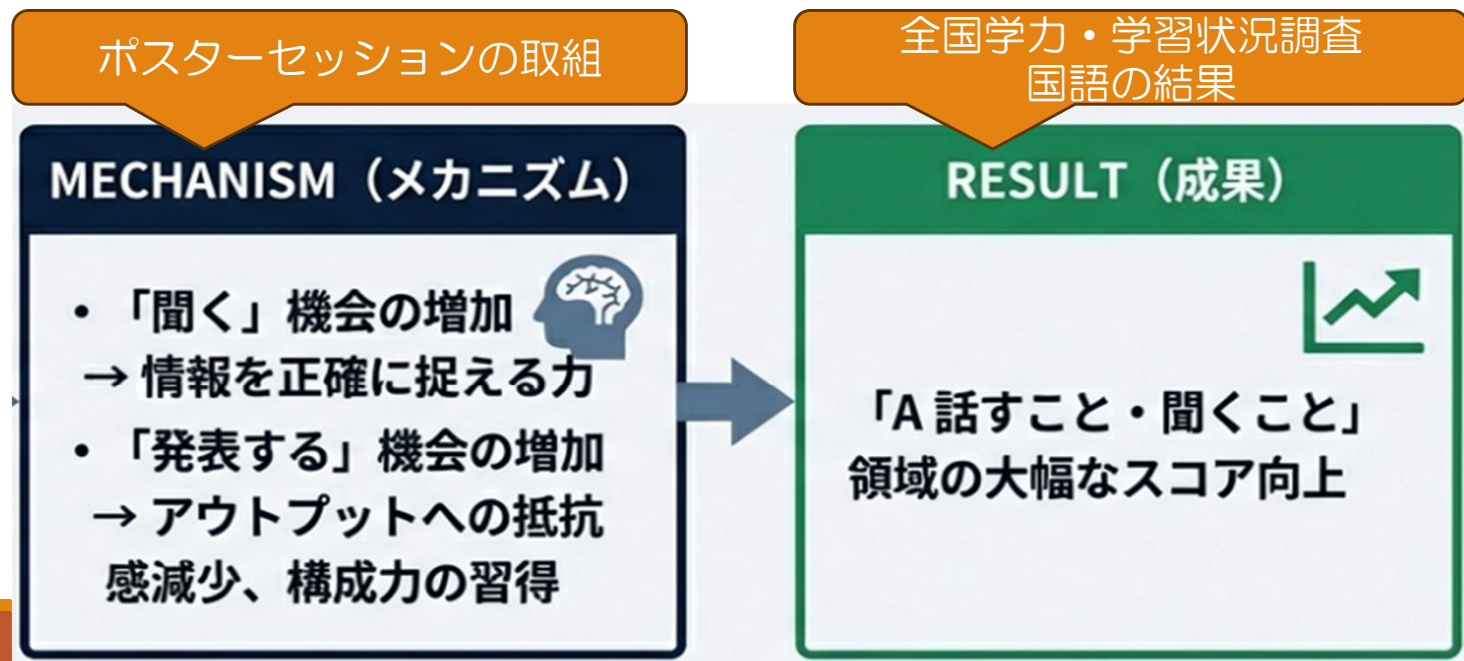 ポスターセッションの取組
全国学力・学習状況調査
国語の結果
MECHANISM（メカニズム）
・「聞く」機会の増加
→ 情報を正確に捉える力
・「発表する」機会の増加
→ アウトプットへの抵抗
感減少、構成力の習得
RESULT（成果）
「A 話すこと・聞くこと」
領域の大幅なスコア向上